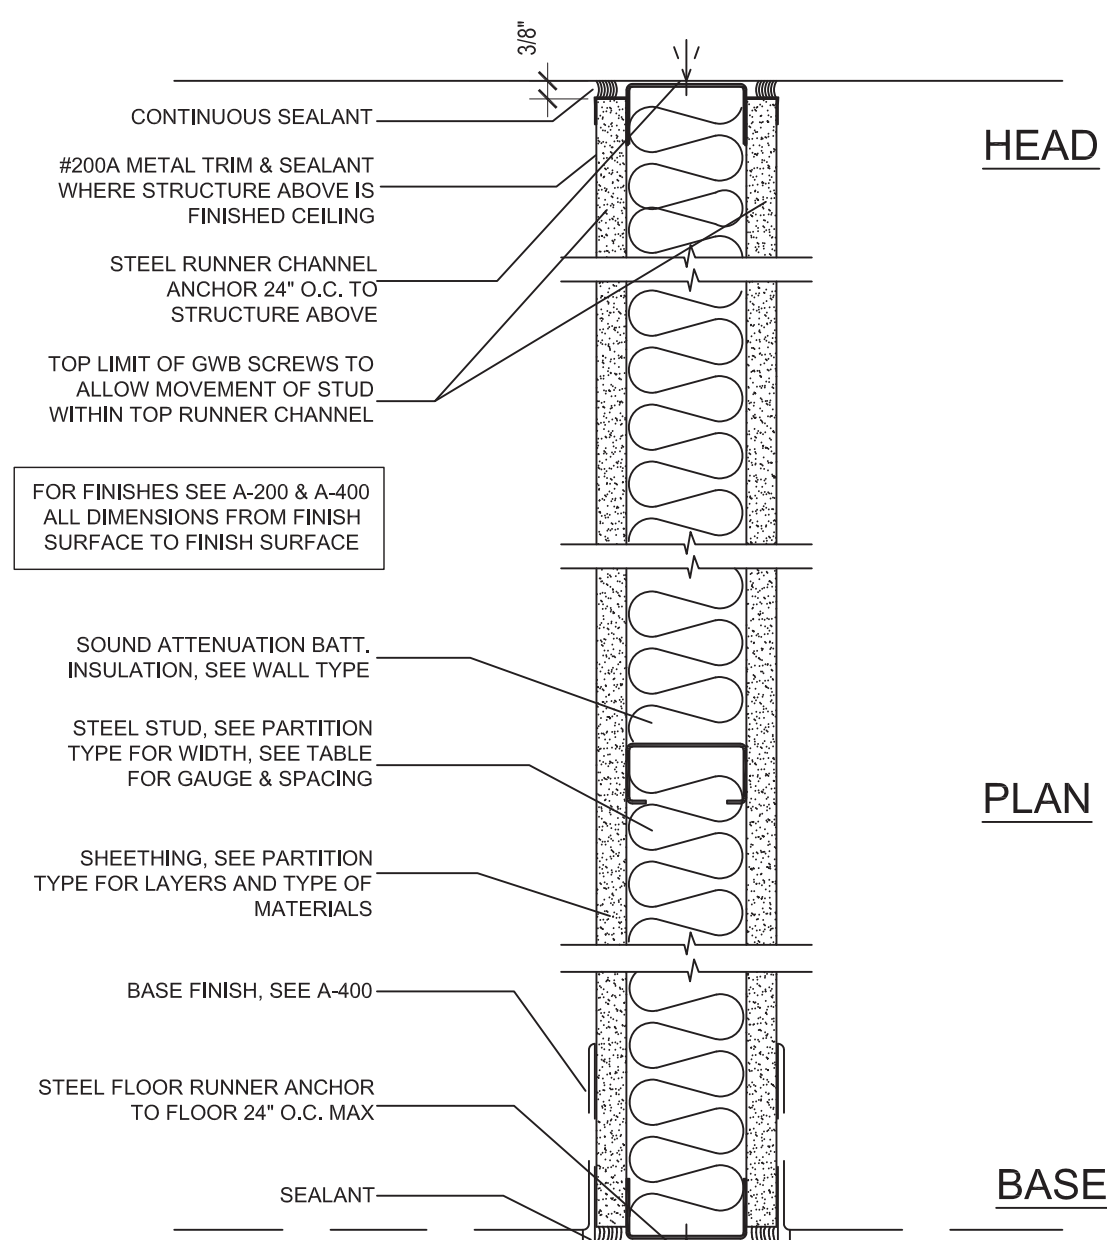 3/8"
CONTINUOUS SEALANT
HEAD
#200A METAL TRIM & SEALANT
WHERE STRUCTURE ABOVE IS
FINISHED CEILING
STEEL RUNNER CHANNEL
ANCHOR 24" O.C. TO
STRUCTURE ABOVE
TOP LIMIT OF GWB SCREWS TO
ALLOW MOVEMENT OF STUD
WITHIN TOP RUNNER CHANNEL
FOR FINISHES SEE A-200 & A-400
ALL DIMENSIONS FROM FINISH
SURFACE TO FINISH SURFACE
SOUND ATTENUATION BATT.
INSULATION, SEE WALL TYPE
STEEL STUD, SEE PARTITION
TYPE FOR WIDTH, SEE TABLE
FOR GAUGE & SPACING
PLAN
SHEETHING, SEE PARTITION
TYPE FOR LAYERS AND TYPE OF
MATERIALS
BASE FINISH, SEE A-400
STEEL FLOOR RUNNER ANCHOR
TO FLOOR 24" O.C. MAX
SEALANT
BASE